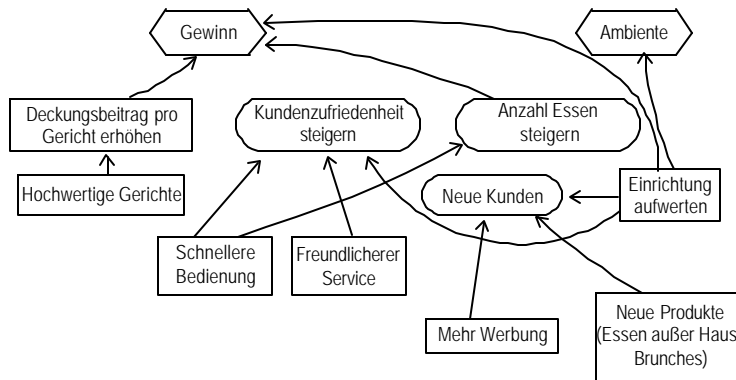 Gewinn
Ambiente
Deckungsbeitrag pro
Gericht erhöhen
Kundenzufriedenheit
steigern
Anzahl Essen
steigern
Hochwertige Gerichte
Neue Kunden
Einrichtung
aufwerten
Schnellere
Bedienung
Freundlicherer
Service
Mehr Werbung
Neue Produkte
(Essen außer Haus
Brunches)